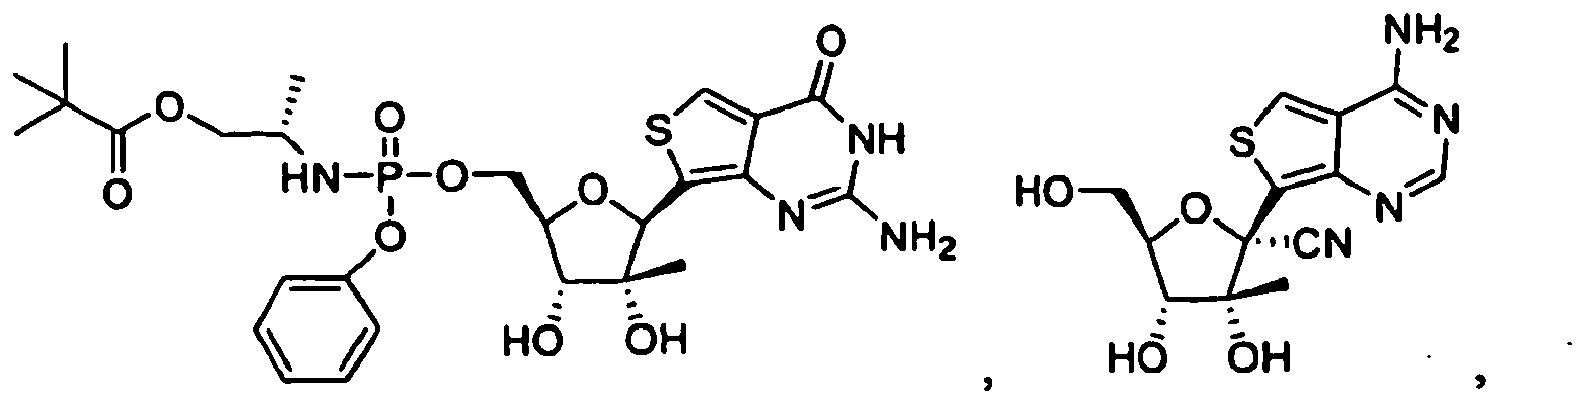 O O O HN P O O
S O NH N NH2
O HO OH ,
HO O S NH2 N N
CN HO OH ,